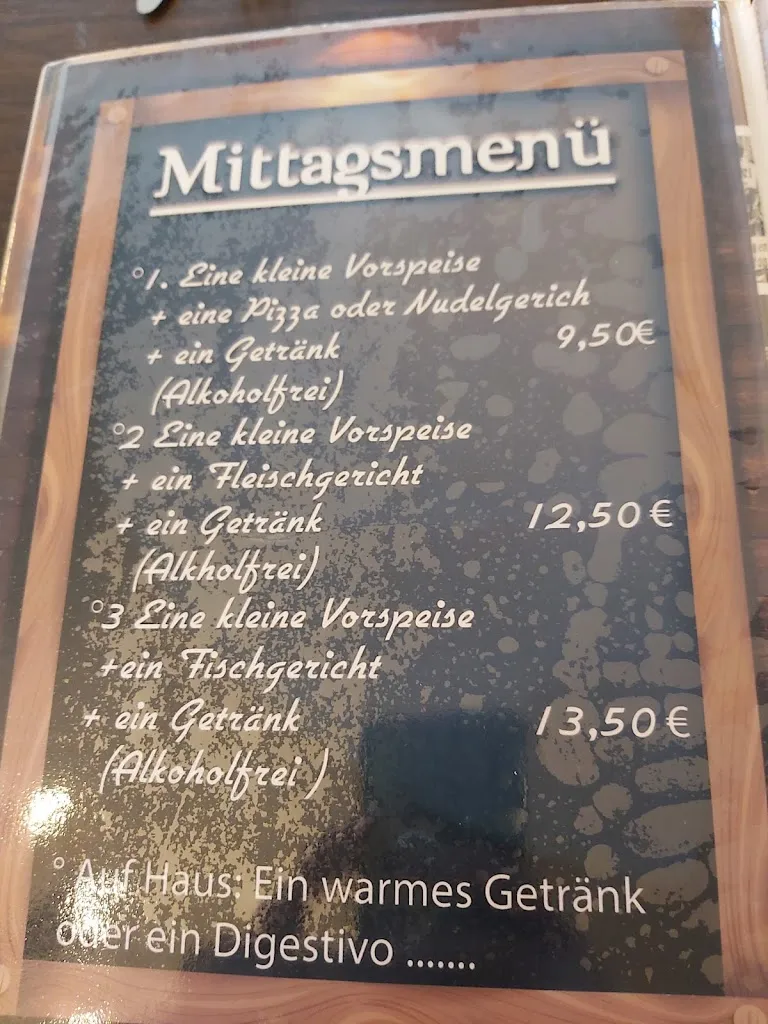 Mittagsmenü
°1. Eine kleine Vorspeise
+ eine Pizza oder Nudelgerich
+ ein Getränk 9,50€
(Alkoholfrei)
°2 Eine kleine Vorspeise
+ ein Fleischgericht
+ ein Getränk 12,50€
(Alkholfrei)
°3 Eine kleine Vorspeise
+ein Fischgericht
+ ein Getränk 13,50€
(Alkoholfrei )
° Auf Haus: Ein warmes Getränk
oder ein Digestivo .......